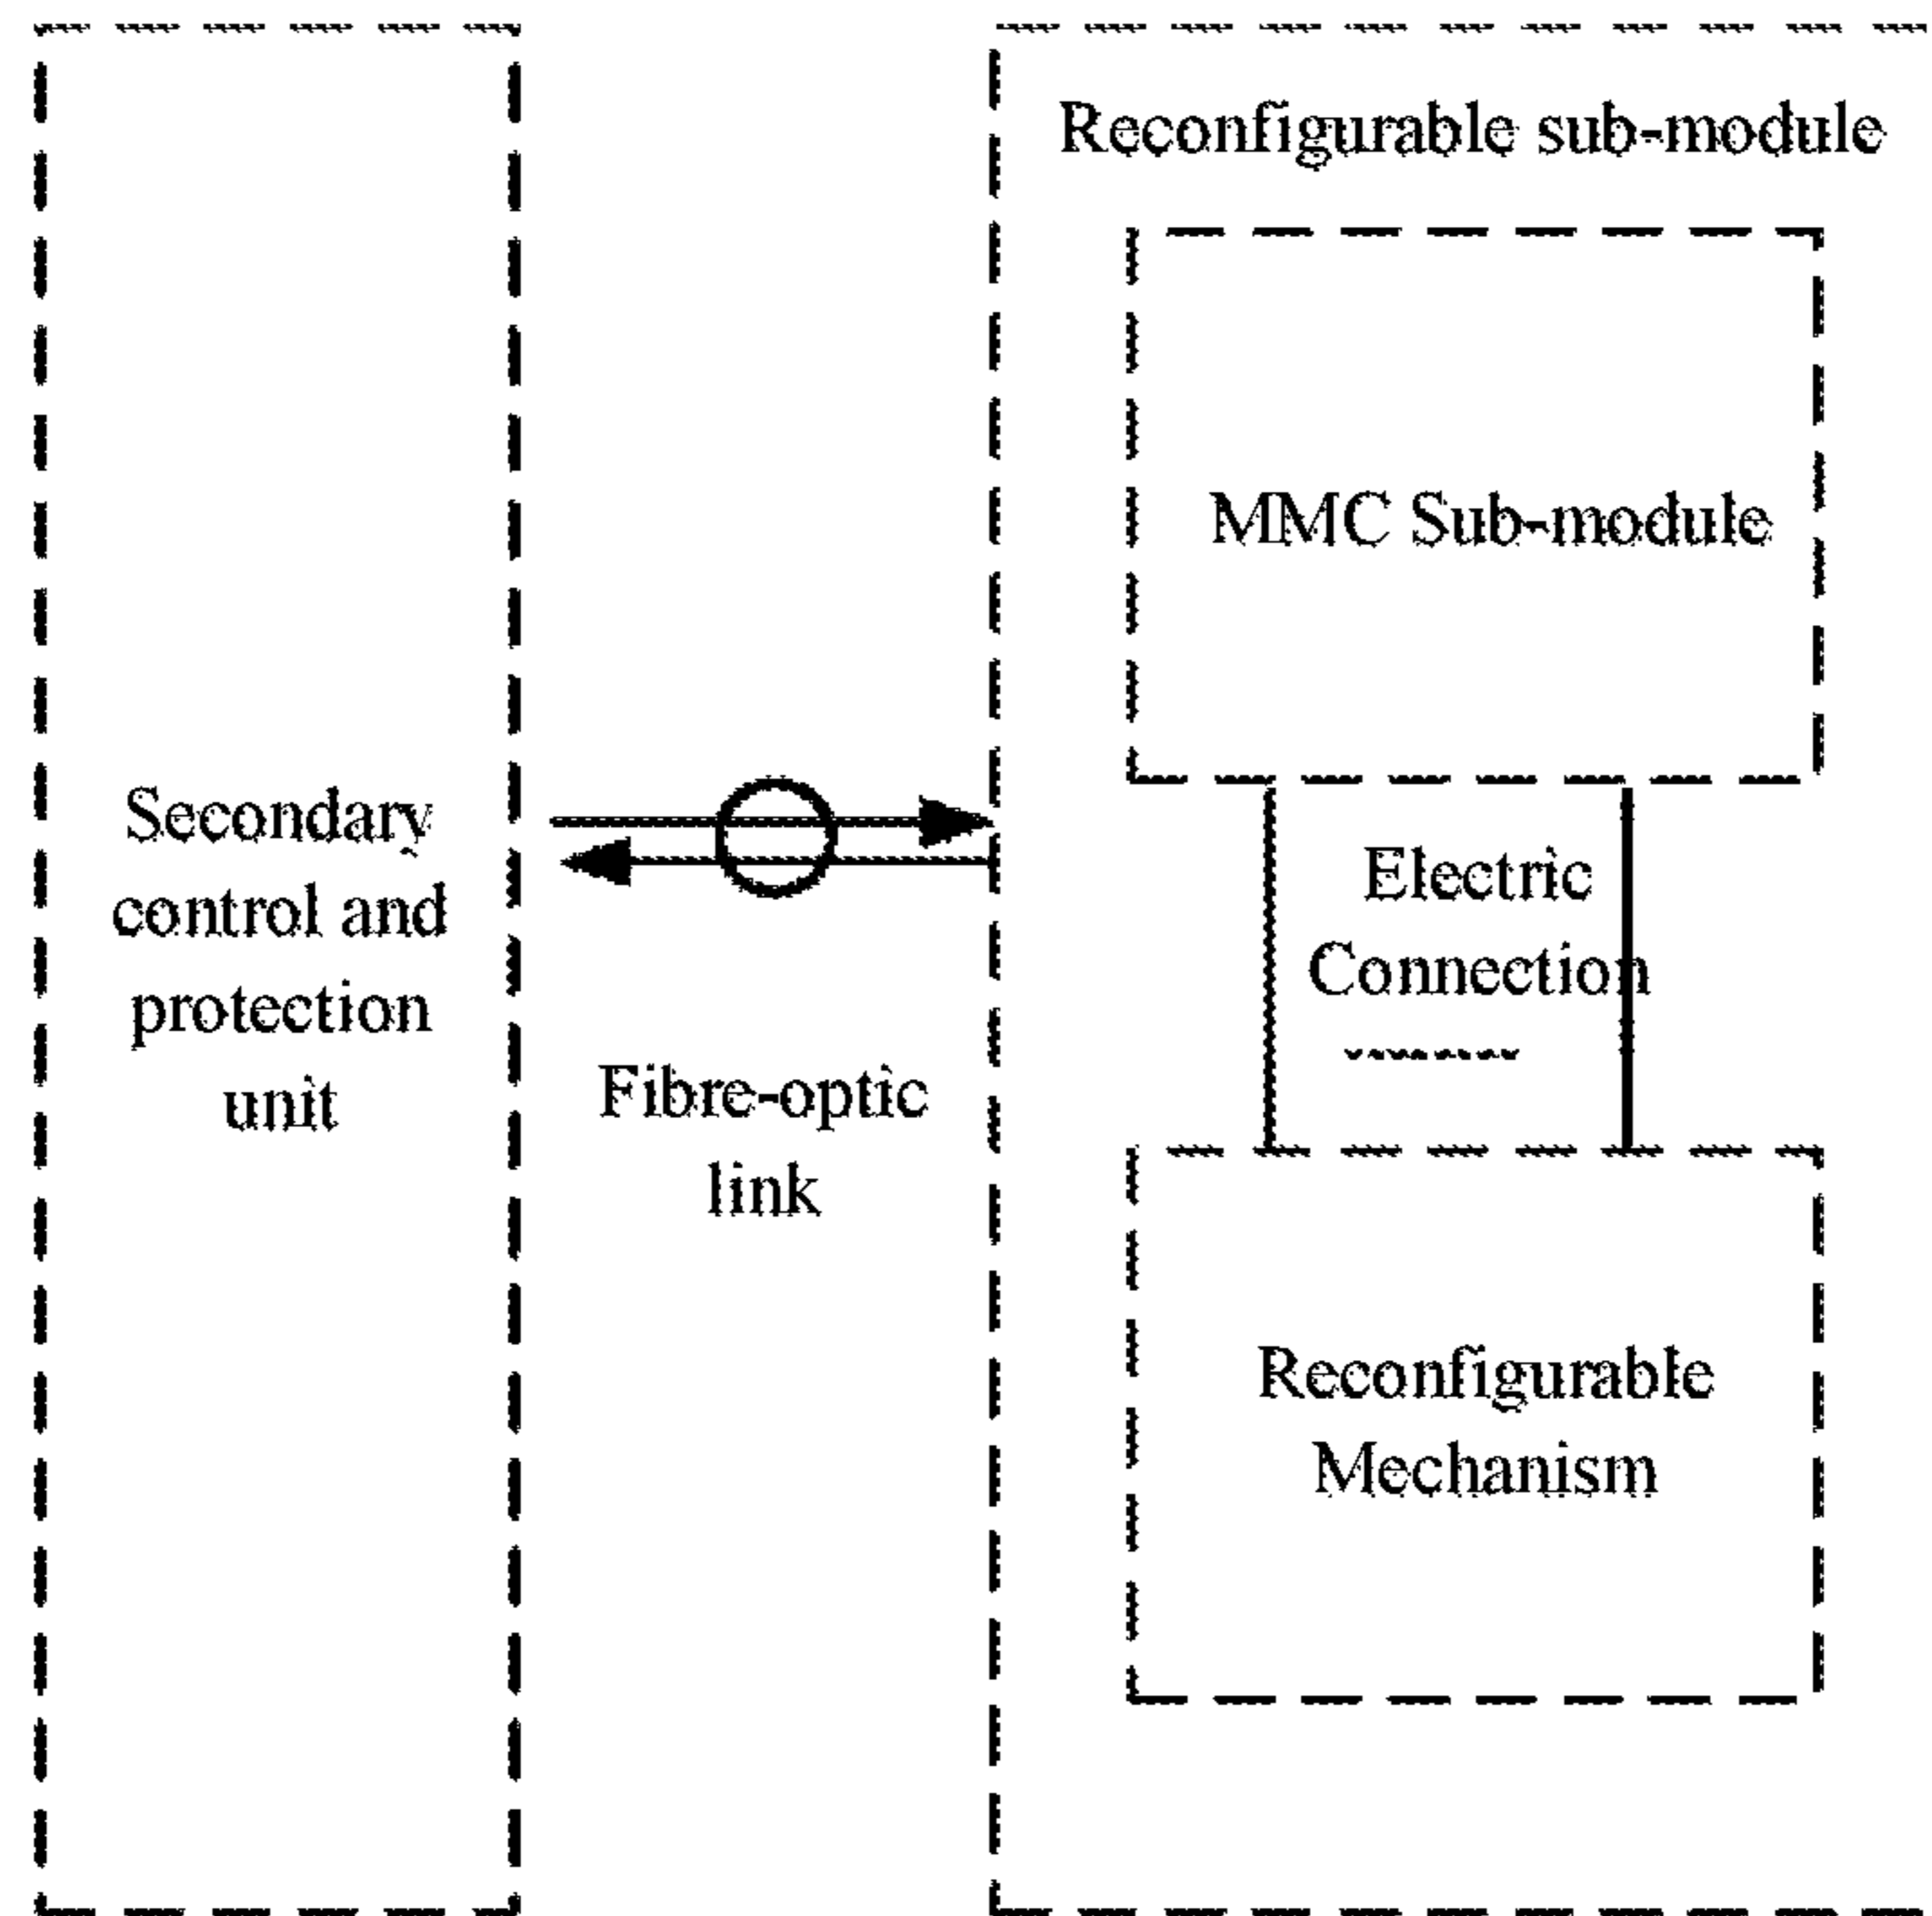 Reconfigurable sub-module
MMC Sub-module
Secondary
control and
protection
unit
Fibre-optic
link
Electric
Connection
Reconfigurable
Mechanism